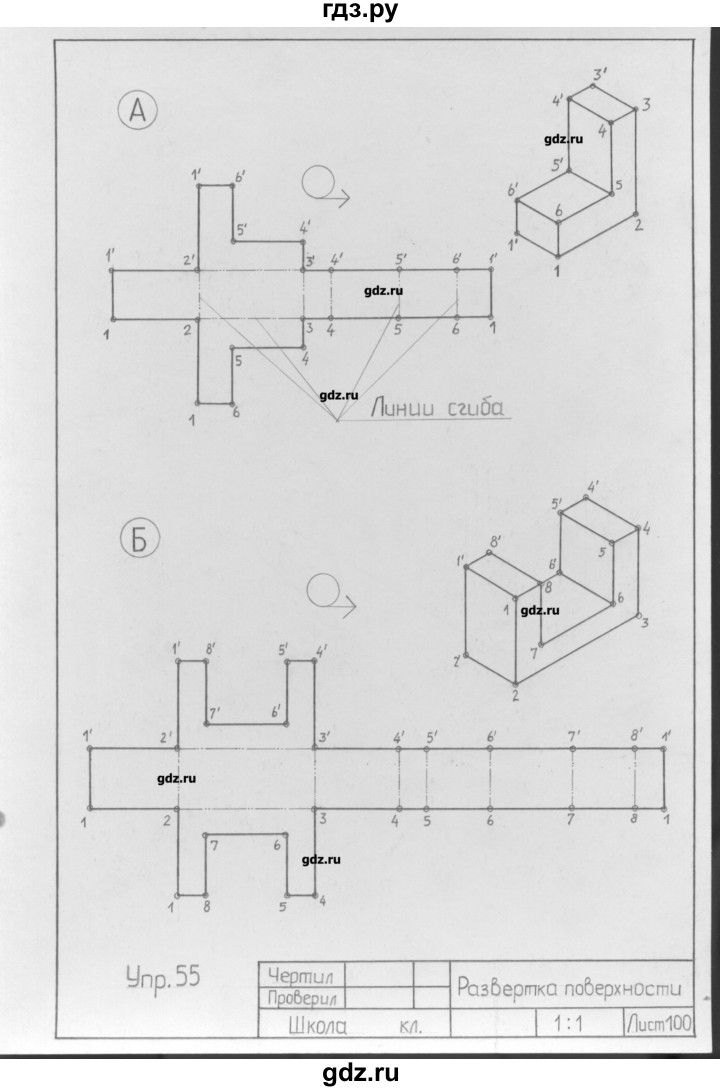 гдз.ру
А
3'
4'
3
4
gdz.ru
5'
6'
5
6
2
1'
1
1' 6'
5' 4'
1' 2' 3' 4' 5' 6' 1'
gdz.ru
1 2 3 4 5 6 1
5 4
gdz.ru
Линии сгиба
1 6
Б
4'
5'
4
8'
5
1'
8 6'
1
gdz.ru
6
3
7
2'
2
1' 8' 5' 4'
7' 6'
1' 2' 3' 4' 5' 6' 7' 8' 1'
gdz.ru
1 2 3 4 5 6 7 8 1
7 6
gdz.ru
1 8 5 4
Упр. 55
Чертил
Проверил
Развертка поверхности
Школа кл.
1:1
Лист100
gdz.ru